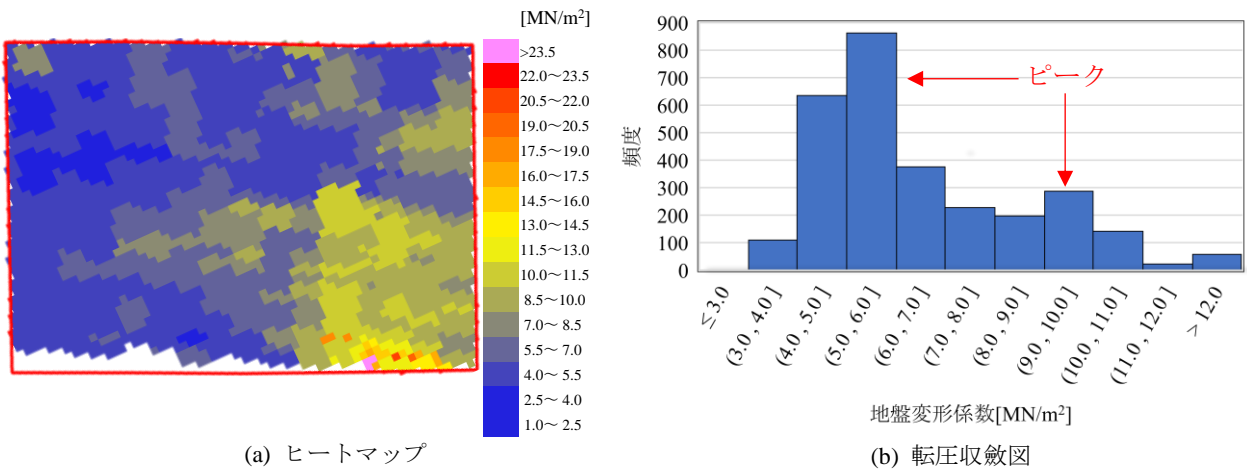 [MN/m²]
>23.5
22.0～23.5
20.5～22.0
19.0～20.5
17.5～19.0
16.0～17.5
14.5～16.0
13.0～14.5
11.5～13.0
10.0～11.5
8.5～10.0
7.0～ 8.5
5.5～ 7.0
4.0～ 5.5
2.5～ 4.0
1.0～ 2.5
(a) ヒートマップ
900
800
700
600
500
400
300
200
100
0
頻度
ピーク
≤ 3.0
(3.0 , 4.0 ]
(4.0 , 5.0 ]
(5.0 , 6.0 ]
(6.0 , 7.0 ]
(7.0 , 8.0 ]
(8.0 , 9.0 ]
(9.0 , 10.0 ]
(10.0 , 11.0 ]
(11.0 , 12.0 ]
> 12.0
地盤変形係数[MN/m²]
(b) 転圧収斂図